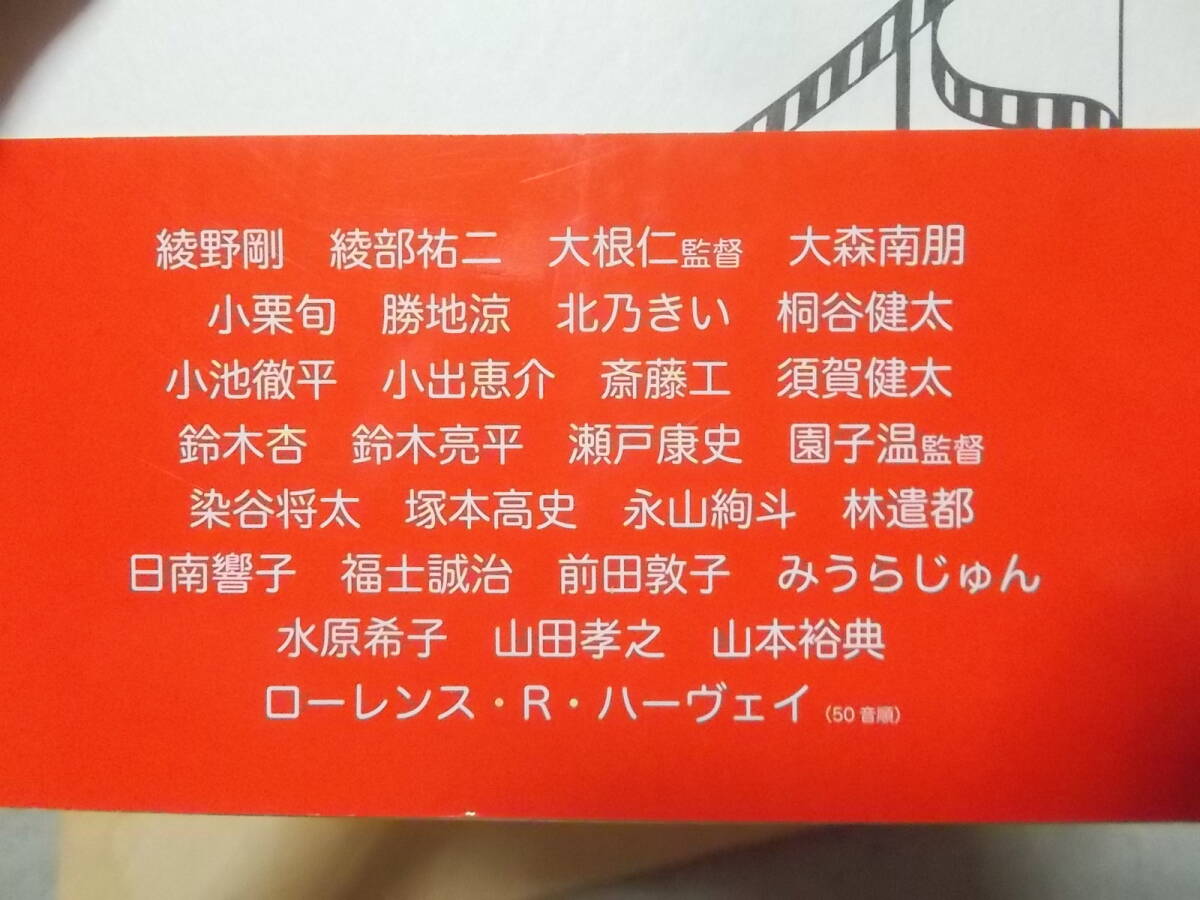 綾野剛 綾部祐二 大根仁監督 大森南朋
小栗旬 勝地涼 北乃きい 桐谷健太
小池徹平 小出恵介 斎藤工 須賀健太
鈴木杏 鈴木亮平 瀬戸康史 園子温監督
染谷将太 塚本高史 永山絢斗 林遣都
日南響子 福士誠治 前田敦子 みうらじゅん
水原希子 山田孝之 山本裕典
ローレンス・R・ハーヴェイ (50音順)